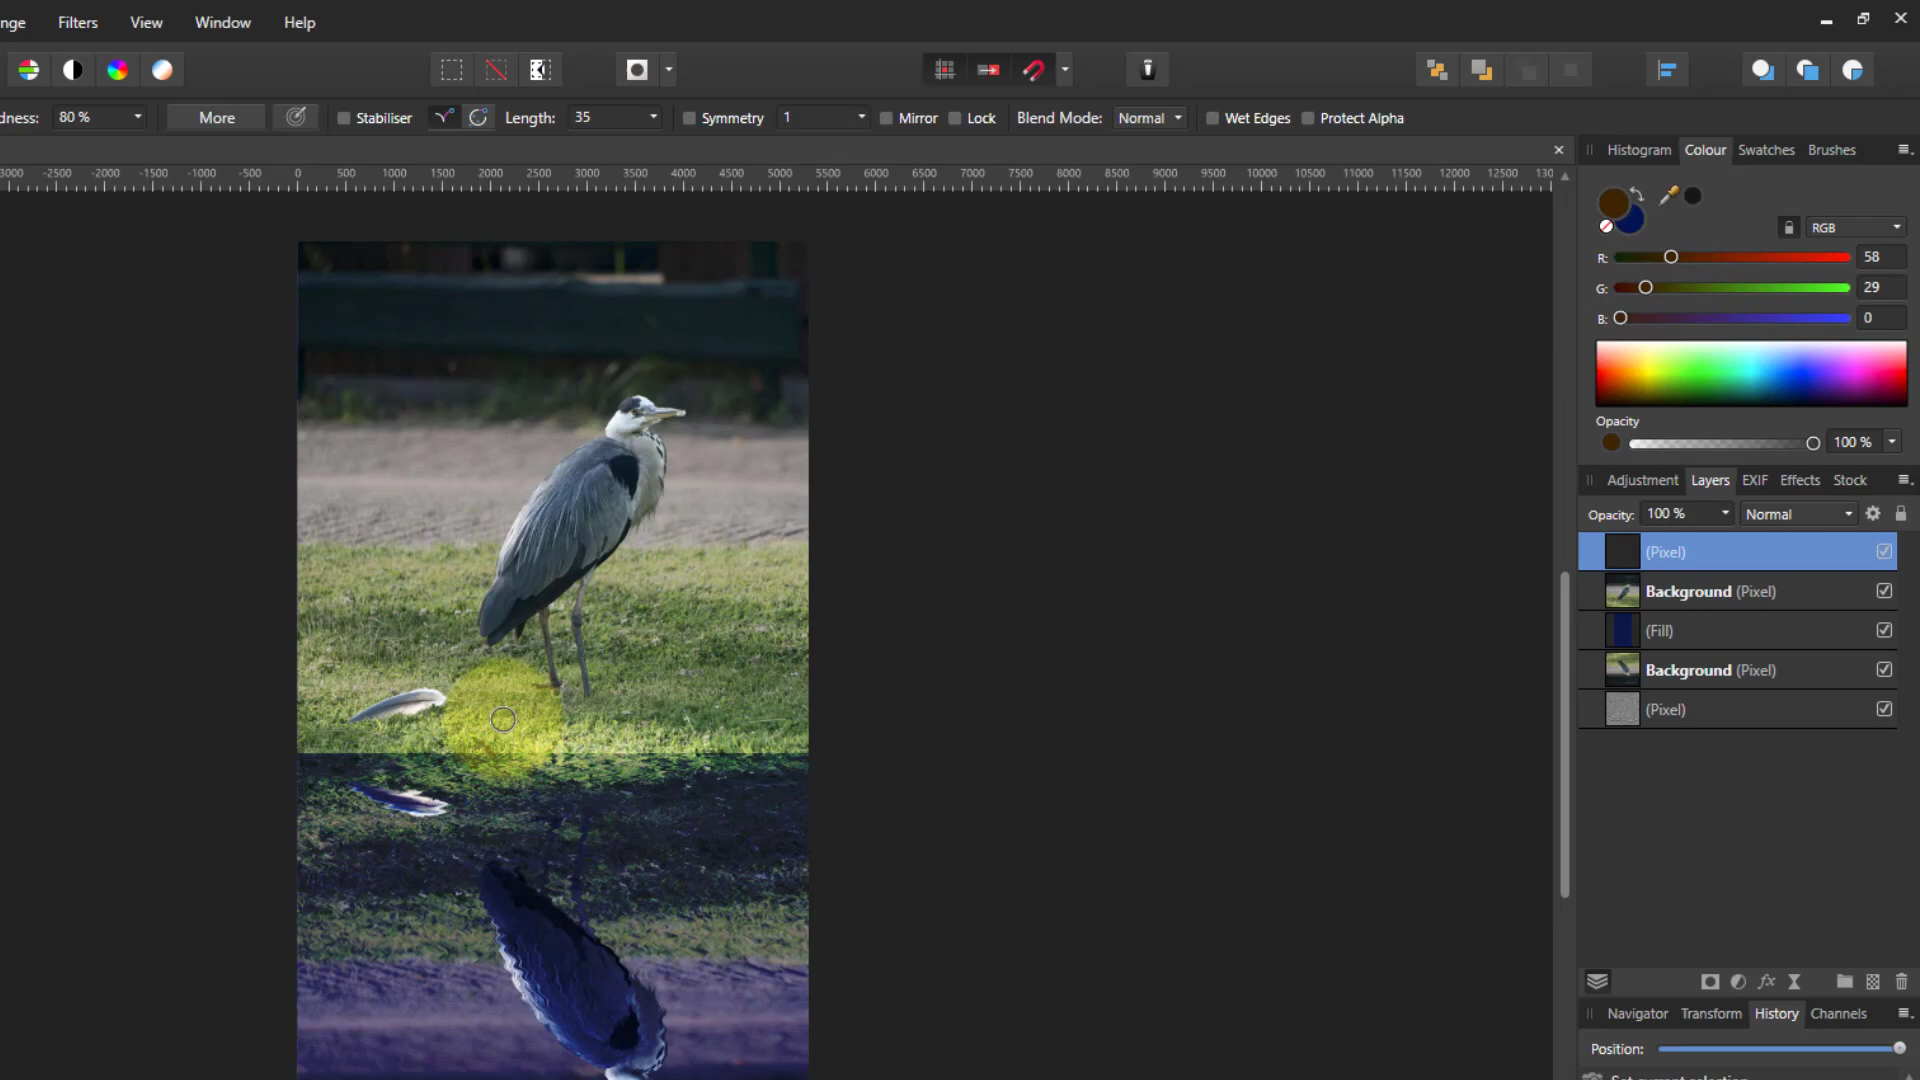 nge Filters View Window Help
dness: 80 % More Stabiliser Length: 35 Symmetry 1 Mirror Lock Blend Mode: Normal Wet Edges Protect Alpha
Histogram Colour Swatches Brushes
3000 -2500 -2000 -1500 -1000 -500 0 500 1000 1500 2000 2500 3000 3500 4000 4500 5000 5500 6000 6500 7000 7500 8000 8500 9000 9500 10000 10500 11000 11500 12000 12500 130
RGB
R: 58
G: 29
B: 0
Opacity
100 %
Adjustment Layers EXIF Effects Stock
Opacity: 100 % Normal
(Pixel)
Background (Pixel)
(Fill)
Background (Pixel)
(Pixel)
fx
Navigator Transform History Channels
Position:
Set current selection